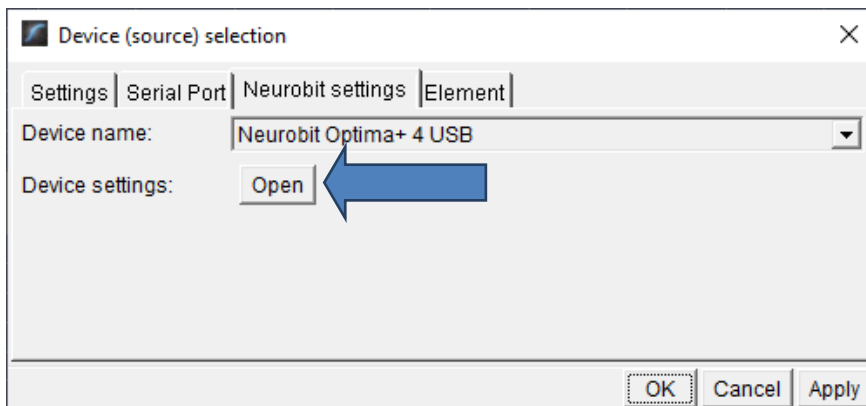 Device (source) selection
Settings Serial Port Neurobit settings Element
Device name: Neurobit Optima+ 4 USB
Device settings: Open
OK Cancel Apply